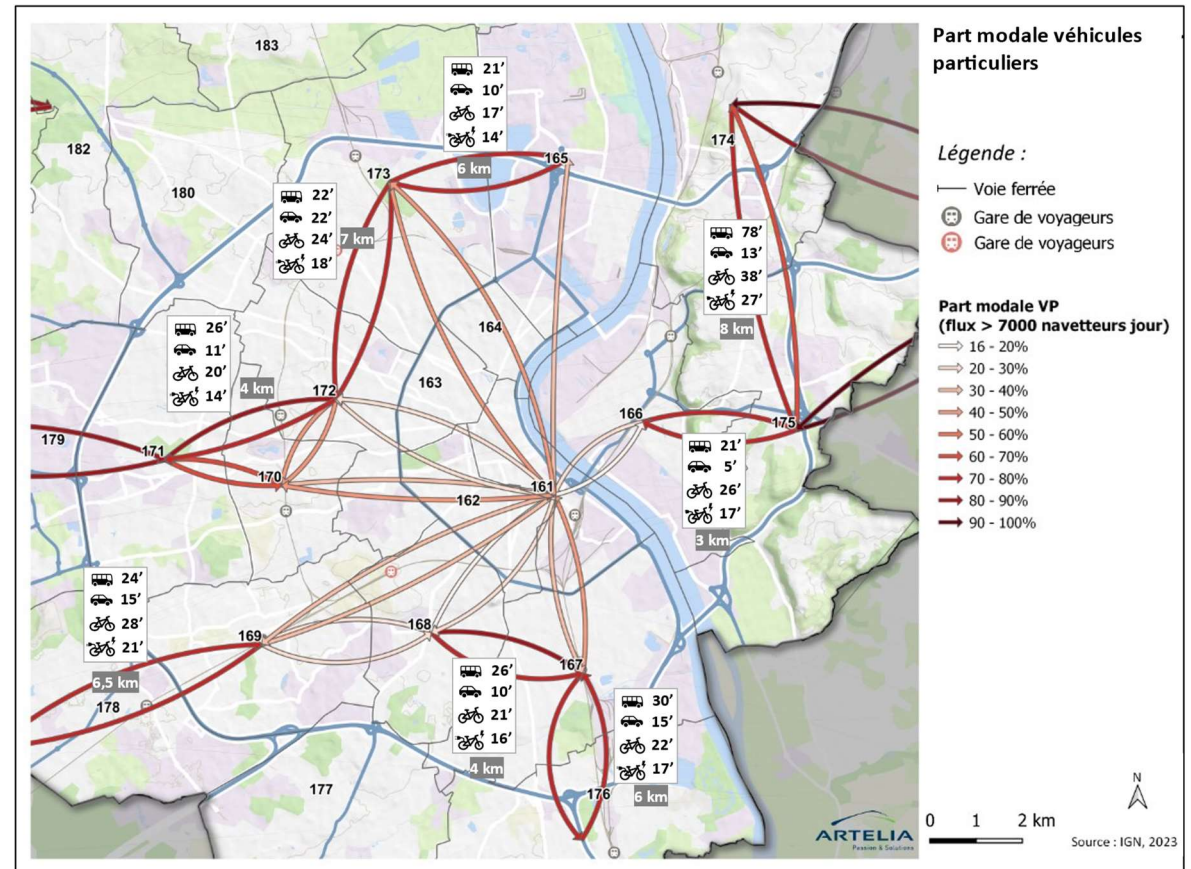 Part modale véhicules
particuliers
Légende :
Voie ferrée
Gare de voyageurs
Gare de voyageurs
Part modale VP
(flux > 7000 navetteurs jour)
16 - 20%
20 - 30%
30 - 40%
40 - 50%
50 - 60%
60 - 70%
70 - 80%
80 - 90%
90 - 100%
N
0 1 2 km
Source : IGN, 2023
ARTELIA
Passion & Solutions
183
182
180
173
165
174
21’
10’
17’
14’
6 km
22’
22’
24’
18’
7 km
78’
13’
38’
27’
8 km
164
26’
11’
20’
14’
4 km
172
163
166
175
179
171
170
161
162
21’
5’
26’
17’
3 km
24’
15’
28’
21’
6,5 km
169
168
167
178
26’
10’
21’
16’
4 km
30’
15’
22’
17’
6 km
177
176